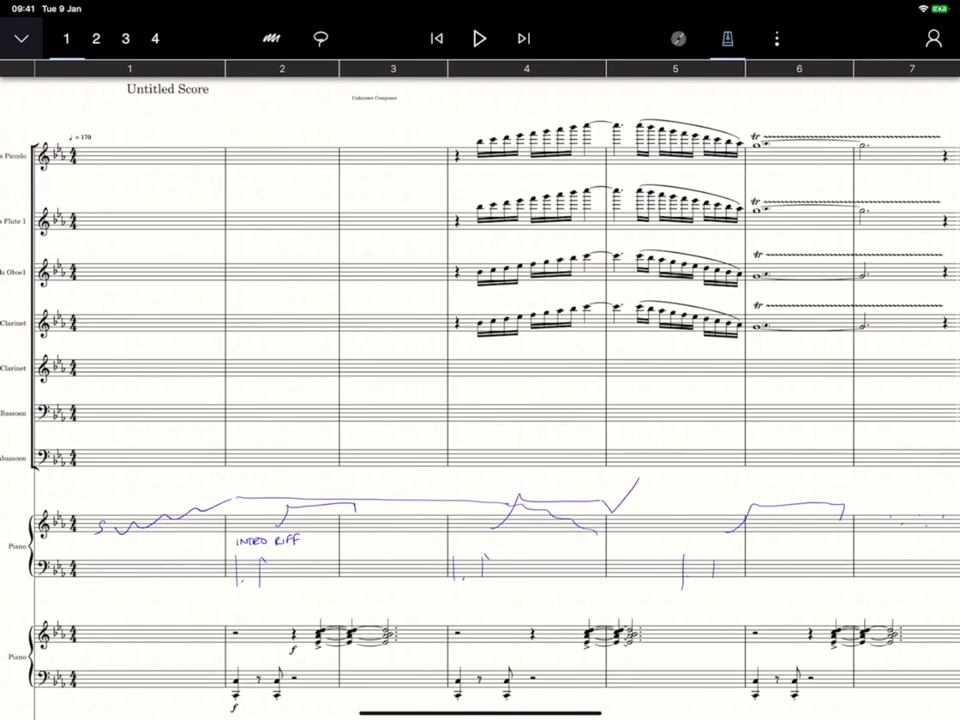 09:41 Tue 9 Jan
1 2 3 4
1 2 3 4 5 6 7
Untitled Score
Unknown Composer
♩ = 170
Piccolo
tr
tr
Flute 1
tr
Oboe1
tr
Clarinet
Clarinet
Bassoon
abassoon
INTRO RIFF
Piano
f
Piano
f